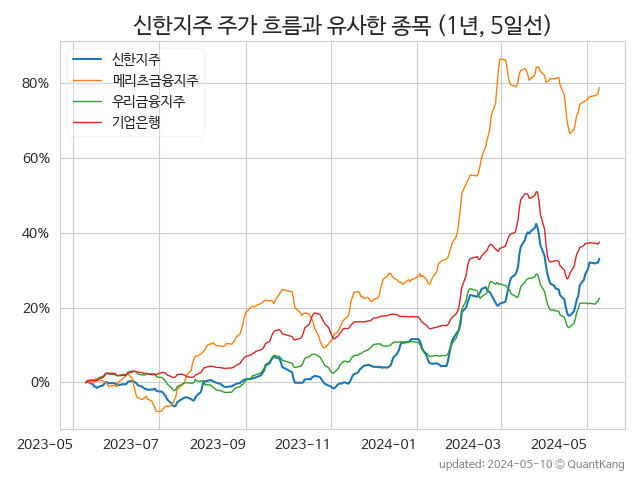 신한지주 주가 흐름과 유사한 종목 (1년, 5일선)
신한지주
메리츠금융지주
우리금융지주
기업은행
80%
60%
40%
20%
0%
2023-05 2023-07 2023-09 2023-11 2024-01 2024-03 2024-05
updated: 2024-05-10 © QuantKang